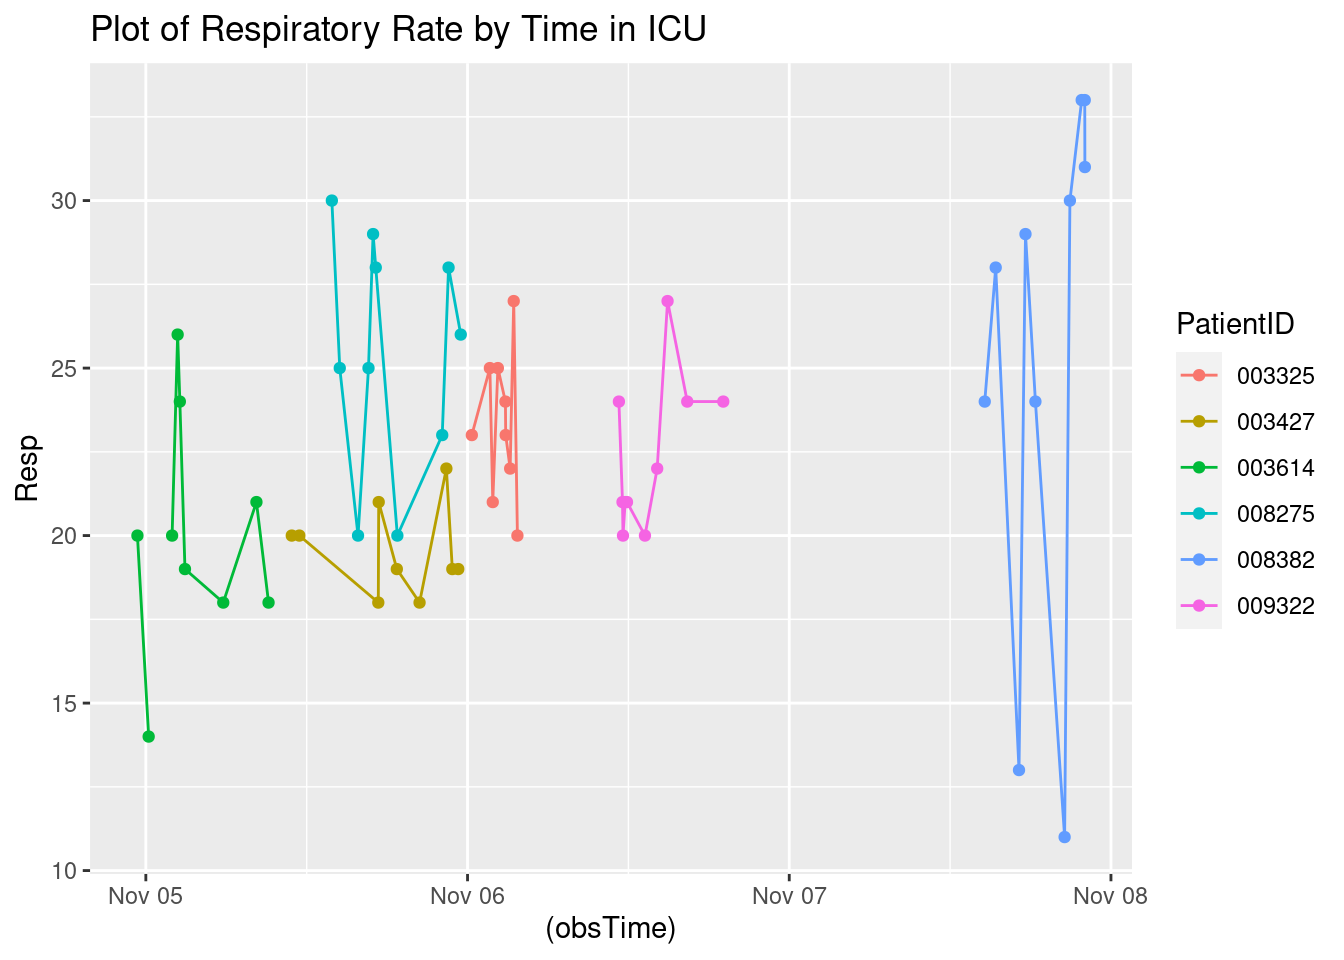 Plot of Respiratory Rate by Time in ICU
Resp
30
25
20
15
10
Nov 05 Nov 06 Nov 07 Nov 08
(obsTime)
PatientID
003325
003427
003614
008275
008382
009322